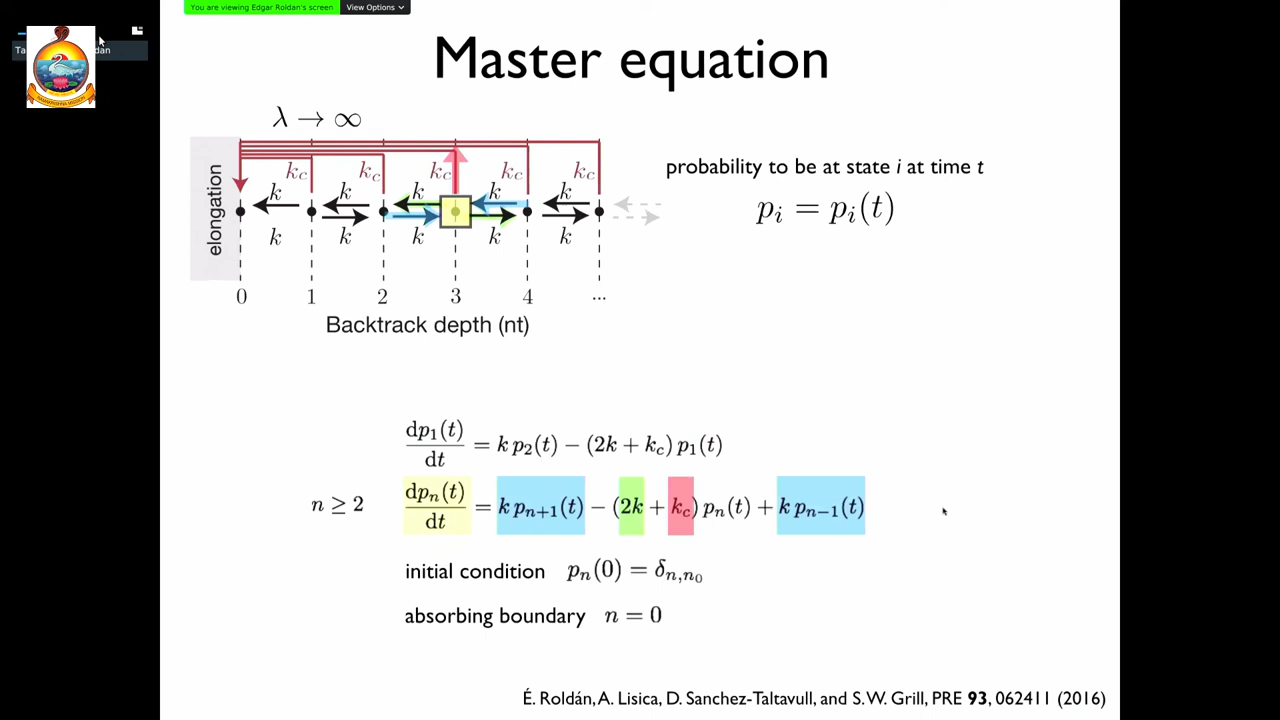 You are viewing Edgar Roldan's screen View Options
Master equation
λ → ∞
k_c k_c k_c k_c k_c
k k k k k
elongation
k k k k k
0 1 2 3 4 ...
Backtrack depth (nt)
probability to be at state i at time t
p_i = p_i(t)
dp_1(t)/dt = k p_2(t) − (2k + k_c) p_1(t)
n ≥ 2 dp_n(t)/dt = k p_{n+1}(t) − (2k + k_c) p_n(t) + k p_{n−1}(t)
initial condition p_n(0) = δ_{n,n_0}
absorbing boundary n = 0
É. Roldán, A. Lisica, D. Sanchez-Taltavull, and S. W. Grill, PRE 93, 062411 (2016)